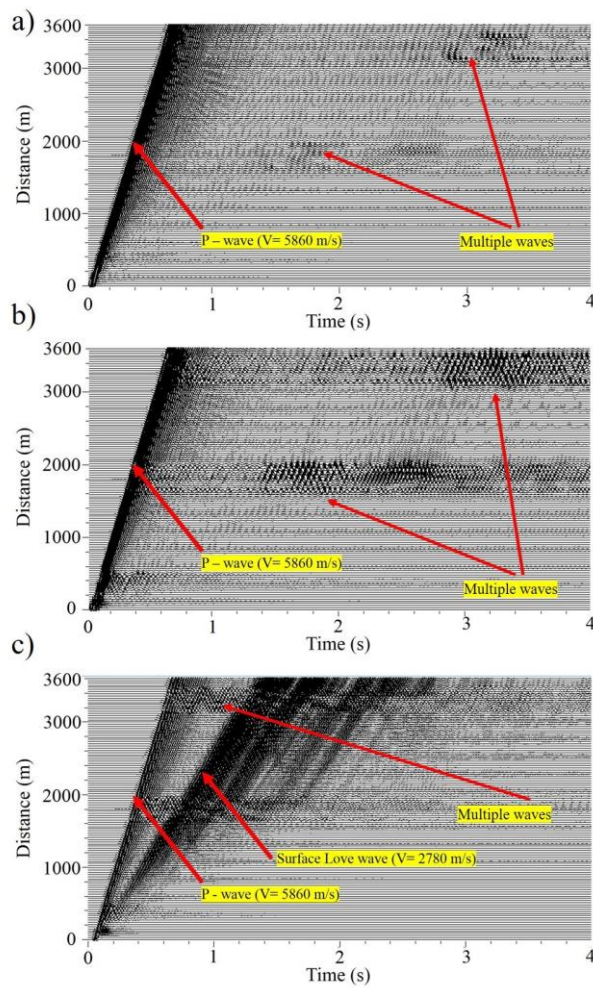 a)
3600
3000
2000
1000
0
Distance (m)
P – wave (V= 5860 m/s)
Multiple waves
0 1 2 3 4
Time (s)
b)
3600
3000
2000
1000
0
Distance (m)
P – wave (V= 5860 m/s)
Multiple waves
0 1 2 3 4
Time (s)
c)
3600
3000
2000
1000
0
Distance (m)
Multiple waves
Surface Love wave (V= 2780 m/s)
P - wave (V= 5860 m/s)
0 1 2 3 4
Time (s)